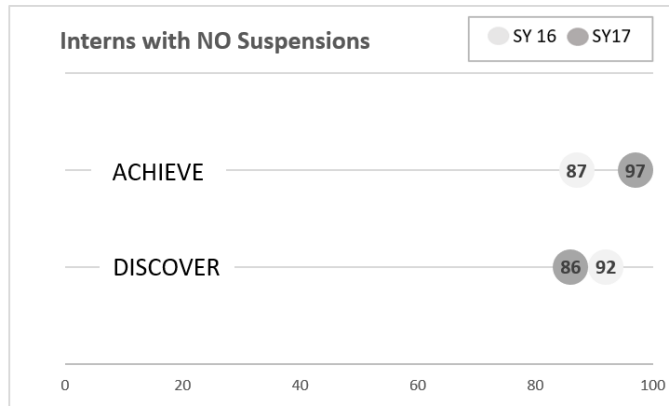 Interns with NO Suspensions
SY 16 SY17
ACHIEVE 87 97
DISCOVER 86 92
0 20 40 60 80 100